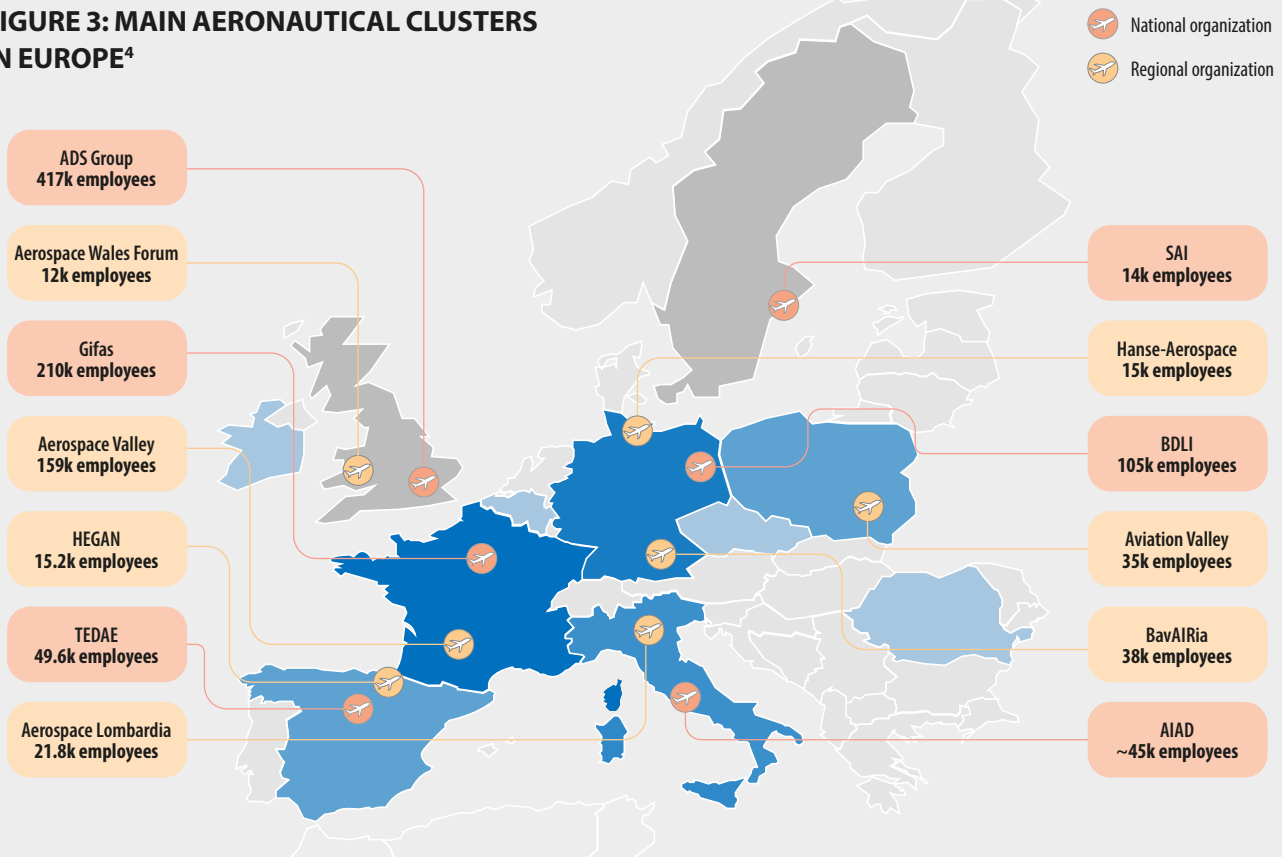 IGURE 3: MAIN AERONAUTICAL CLUSTERS
N EUROPE4
National organization
Regional organization
ADS Group
417k employees
Aerospace Wales Forum
12k employees
Gifas
210k employees
Aerospace Valley
159k employees
HEGAN
15.2k employees
TEDAE
49.6k employees
Aerospace Lombardia
21.8k employees
SAI
14k employees
Hanse-Aerospace
15k employees
BDLI
105k employees
Aviation Valley
35k employees
BavAIRia
38k employees
AIAD
~45k employees